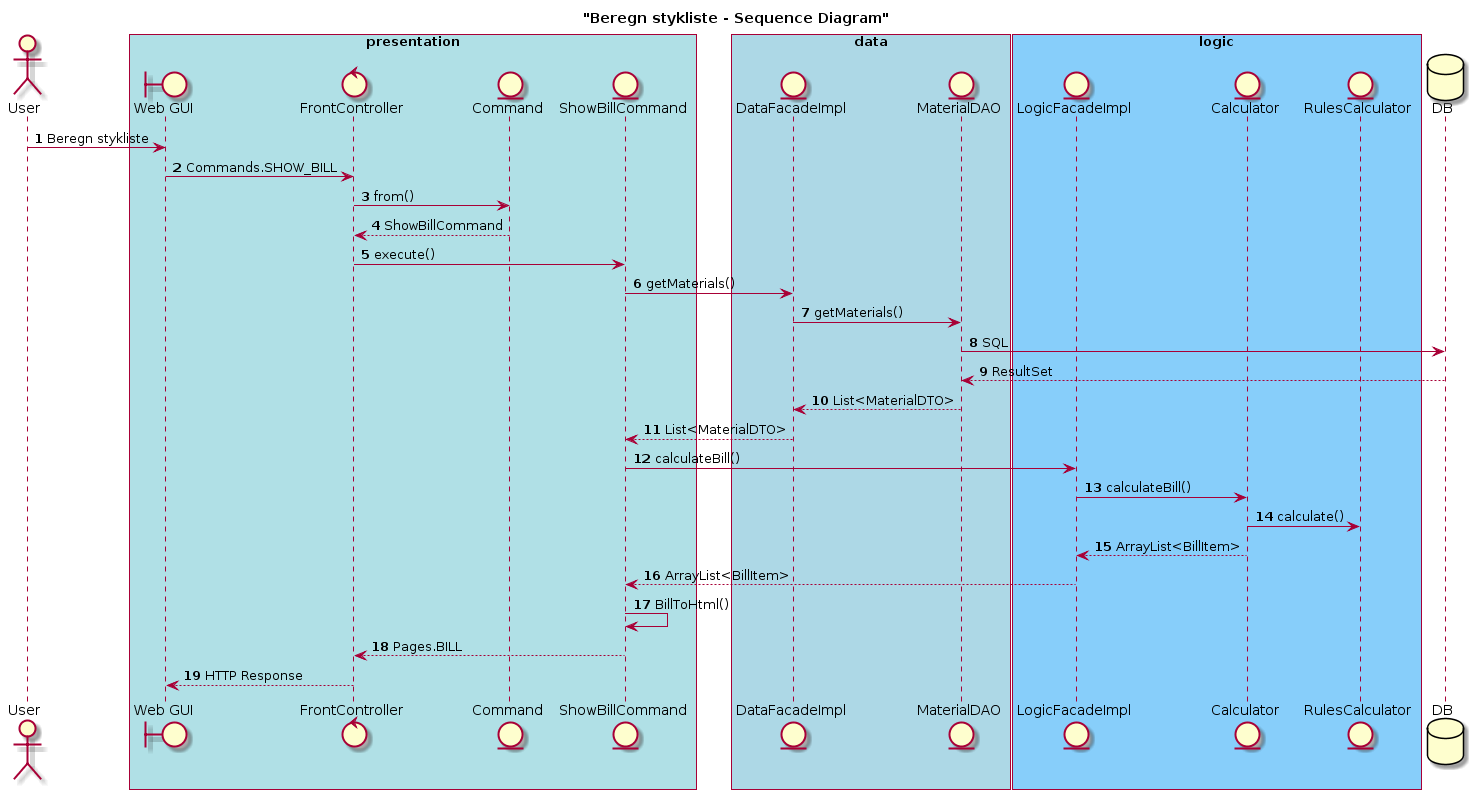 "Beregn stykliste - Sequence Diagram"
presentation
data
logic
User
Web GUI
FrontController
Command
ShowBillCommand
DataFacadeImpl
MaterialDAO
LogicFacadeImpl
Calculator
RulesCalculator
DB
1 Beregn stykliste
2 Commands.SHOW_BILL
3 from()
4 ShowBillCommand
5 execute()
6 getMaterials()
7 getMaterials()
8 SQL
9 ResultSet
10 List<MaterialDTO>
11 List<MaterialDTO>
12 calculateBill()
13 calculateBill()
14 calculate()
15 ArrayList<BillItem>
16 ArrayList<BillItem>
17 BillToHtml()
18 Pages.BILL
19 HTTP Response
User
Web GUI
FrontController
Command
ShowBillCommand
DataFacadeImpl
MaterialDAO
LogicFacadeImpl
Calculator
RulesCalculator
DB